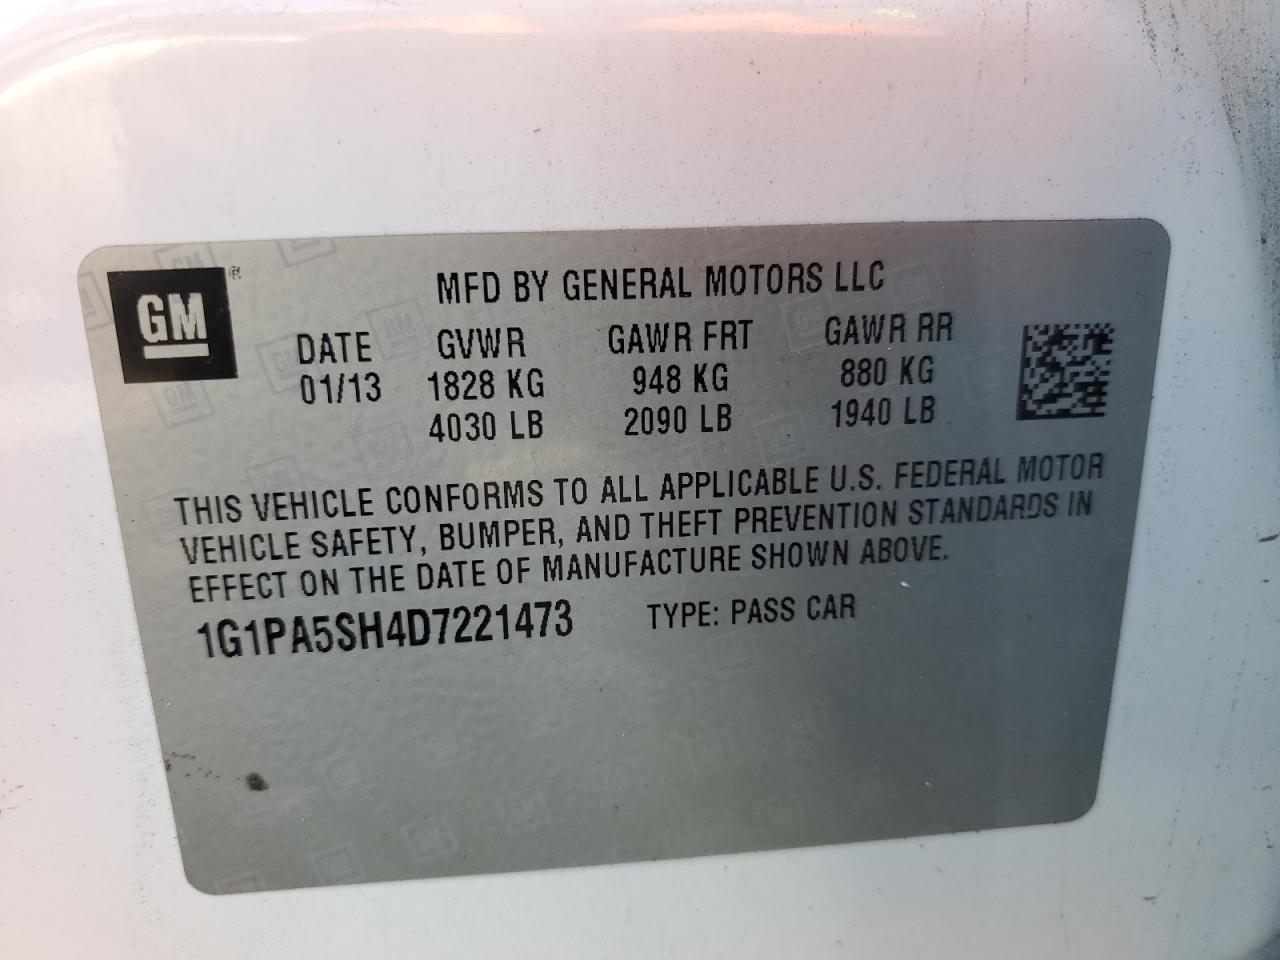 GM ®
MFD BY GENERAL MOTORS LLC
DATE GVWR GAWR FRT GAWR RR
01/13 1828 KG 948 KG 880 KG
4030 LB 2090 LB 1940 LB
THIS VEHICLE CONFORMS TO ALL APPLICABLE U.S. FEDERAL MOTOR
VEHICLE SAFETY, BUMPER, AND THEFT PREVENTION STANDARDS IN
EFFECT ON THE DATE OF MANUFACTURE SHOWN ABOVE.
1G1PA5SH4D7221473 TYPE: PASS CAR